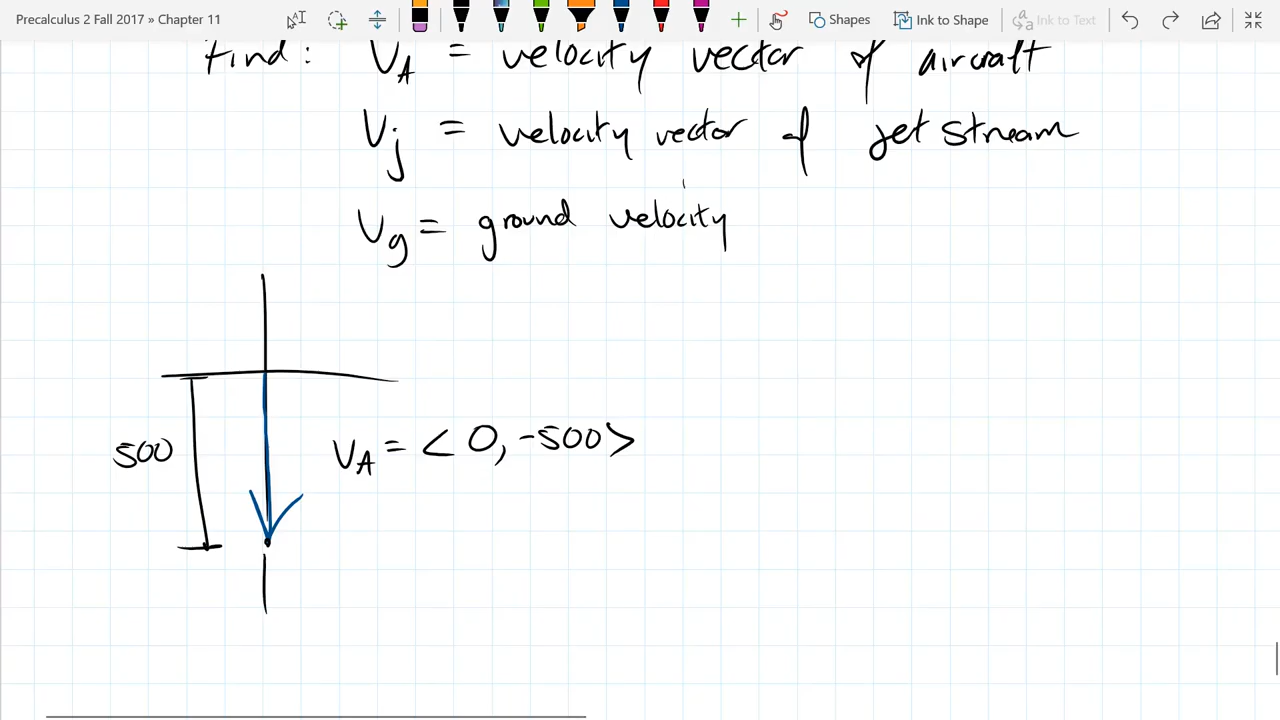 Precalculus 2 Fall 2017 » Chapter 11 Shapes Ink to Shape Ink to Text
Find: V_A = velocity vector of aircraft
V_j = velocity vector of jet stream
V_g = ground velocity
500 V_A = < 0, -500 >